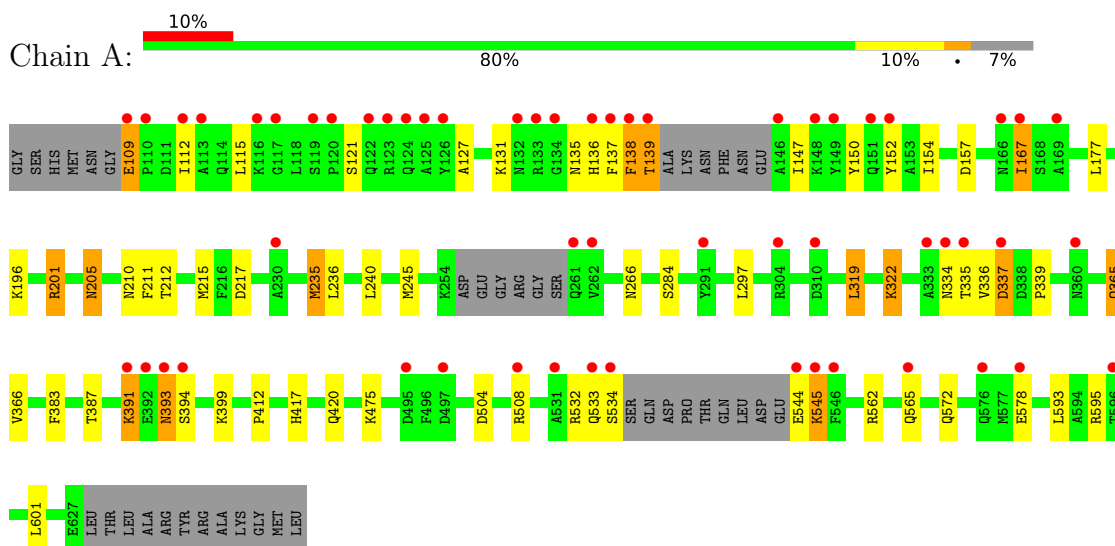 10%
Chain A:
80% 10% • 7%
GLY SER HIS MET ASN GLY E109 P110 D111 I112 A113 Q114 L115 K116 G117 L118 S119 P120 S121 Q122 R123 Q124 A125 Y126 A127 K131 N132 R133 G134 N135 H136 F137 F138 T139 ALA LYS ASN PHE ASN GLU A146 I147 K148 Y149 Y150 Q151 Y152 A153 I154 D157 N166 I167 S168 A169 L177
K196 R201 N205 N210 F211 T212 M215 F216 D217 A230 M235 L236 L240 M245 K254 ASP GLU GLY ARG GLY SER Q261 V262 N266 S284 Y291 L297 R304 D310 L319 K322 A333 N334 T335 V336 D337 D338 P339 N360 Q365
V366 F383 T387 K391 E392 N393 S394 K399 P412 H417 Q420 K475 D495 F496 D497 D504 R508 A531 R532 Q533 S534 SER GLN ASP PRO THR GLN LEU ASP GLU E544 K545 F546 R562 Q565 Q572 Q576 M577 E578 L593 A594 R595 T596
L601 E627 LEU THR LEU ALA ARG TYR ARG ALA LYS GLY MET LEU